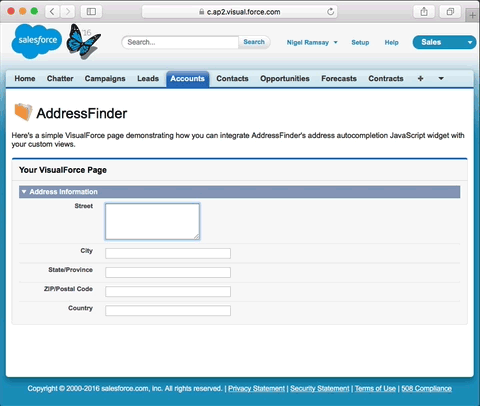 c.ap2.visual.force.com
salesforce
16
Search...
Search
Nigel Ramsay
Setup
Help
Sales
Home Chatter Campaigns Leads Accounts Contacts Opportunities Forecasts Contracts +
AddressFinder
Here's a simple VisualForce page demonstrating how you can integrate AddressFinder's address autocompletion JavaScript widget with
your custom views.
Your VisualForce Page
Address Information
Street
City
State/Province
ZIP/Postal Code
Country
Copyright © 2000-2016 salesforce.com, inc. All rights reserved. | Privacy Statement | Security Statement | Terms of Use | 508 Compliance